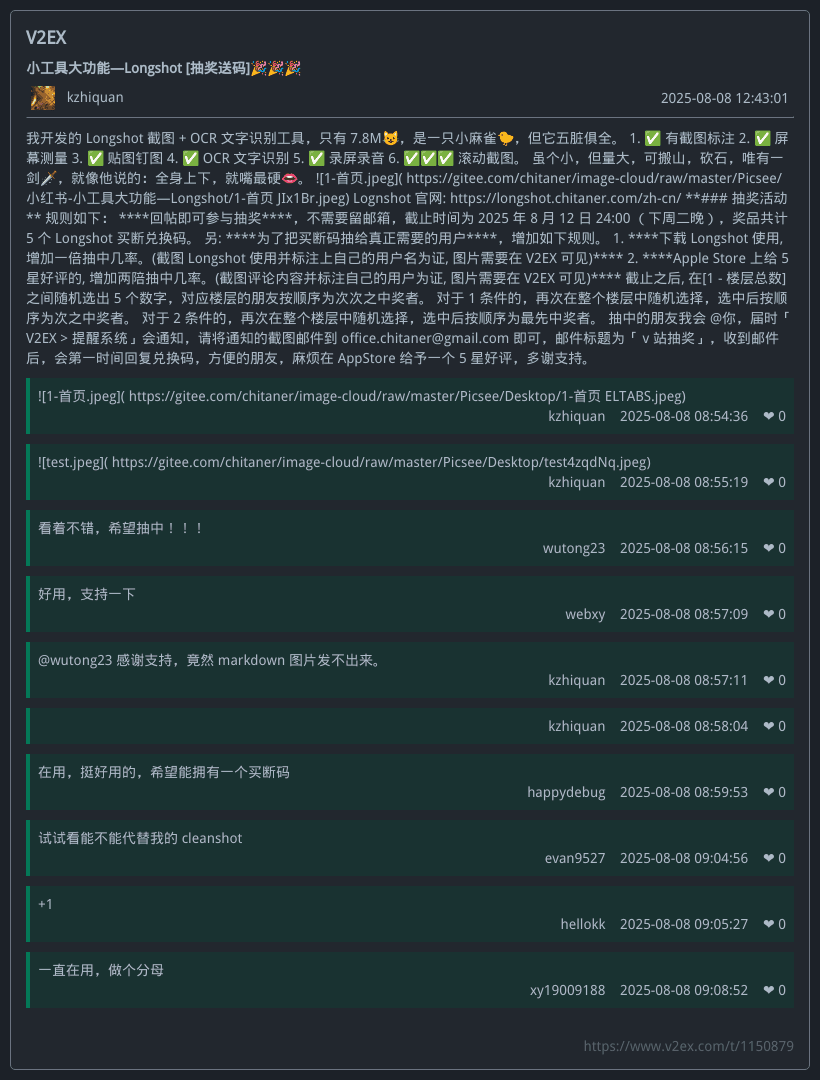 V2EX
小工具大功能—Longshot [抽奖送码]🎉🎉🎉
kzhiquan 2025-08-08 12:43:01
我开发的 Longshot 截图 + OCR 文字识别工具，只有 7.8M😼，是一只小麻雀🐤，但它五脏俱全。 1. ✅ 有截图标注 2. ✅ 屏
幕测量 3. ✅ 贴图钉图 4. ✅ OCR 文字识别 5. ✅ 录屏录音 6. ✅✅✅ 滚动截图。 虽个小，但量大，可搬山，砍石，唯有一
剑🗡️，就像他说的：全身上下，就嘴最硬👄。 ![1-首页.jpeg]( https://gitee.com/chitaner/image-cloud/raw/master/Picsee/
小红书-小工具大功能—Longshot/1-首页 JIx1Br.jpeg) Lognshot 官网: https://longshot.chitaner.com/zh-cn/ **### 抽奖活动
** 规则如下： ****回帖即可参与抽奖****，不需要留邮箱，截止时间为 2025 年 8 月 12 日 24:00 （下周二晚），奖品共计
5 个 Longshot 买断兑换码。 另: ****为了把买断码抽给真正需要的用户****，增加如下规则。 1. ****下载 Longshot 使用,
增加一倍抽中几率。(截图 Longshot 使用并标注上自己的用户名为证, 图片需要在 V2EX 可见)**** 2. ****Apple Store 上给 5
星好评的, 增加两陪抽中几率。(截图评论内容并标注自己的用户为证, 图片需要在 V2EX 可见)**** 截止之后, 在[1 - 楼层总数]
之间随机选出 5 个数字，对应楼层的朋友按顺序为次次之中奖者。 对于 1 条件的，再次在整个楼层中随机选择，选中后按顺
序为次之中奖者。 对于 2 条件的，再次在整个楼层中随机选择，选中后按顺序为最先中奖者。 抽中的朋友我会 @你，届时「
V2EX > 提醒系统」会通知，请将通知的截图邮件到 office.chitaner@gmail.com 即可，邮件标题为「 v 站抽奖」，收到邮件
后，会第一时间回复兑换码，方便的朋友，麻烦在 AppStore 给予一个 5 星好评，多谢支持。
![1-首页.jpeg]( https://gitee.com/chitaner/image-cloud/raw/master/Picsee/Desktop/1-首页 ELTABS.jpeg)
kzhiquan 2025-08-08 08:54:36 ❤ 0
![test.jpeg]( https://gitee.com/chitaner/image-cloud/raw/master/Picsee/Desktop/test4zqdNq.jpeg)
kzhiquan 2025-08-08 08:55:19 ❤ 0
看着不错，希望抽中！！！
wutong23 2025-08-08 08:56:15 ❤ 0
好用，支持一下
webxy 2025-08-08 08:57:09 ❤ 0
@wutong23 感谢支持，竟然 markdown 图片发不出来。
kzhiquan 2025-08-08 08:57:11 ❤ 0
kzhiquan 2025-08-08 08:58:04 ❤ 0
在用，挺好用的，希望能拥有一个买断码
happydebug 2025-08-08 08:59:53 ❤ 0
试试看能不能代替我的 cleanshot
evan9527 2025-08-08 09:04:56 ❤ 0
+1
hellokk 2025-08-08 09:05:27 ❤ 0
一直在用，做个分母
xy19009188 2025-08-08 09:08:52 ❤ 0
https://www.v2ex.com/t/1150879